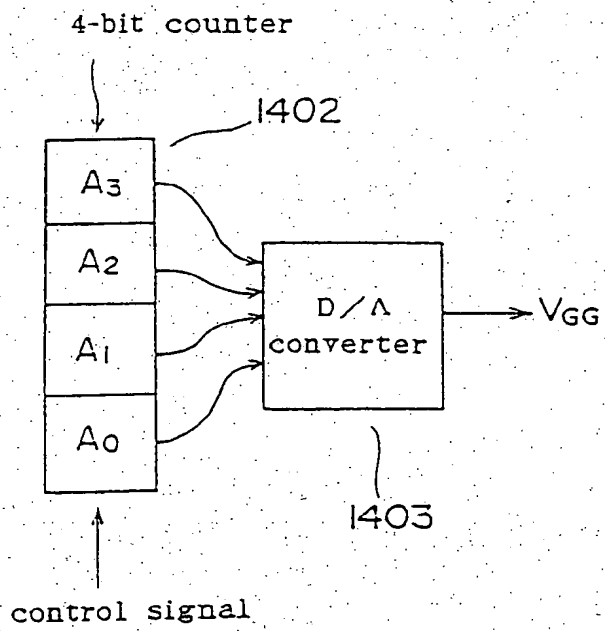 4-bit counter
1402
A3
A2
A1
A0
D/A
converter
VGG
1403
control signal